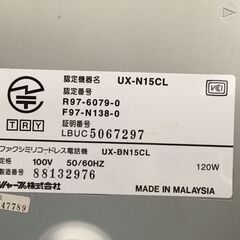 認定機器名 UX-N15CL
認定番号
R97-6079-0
F97-N138-0
証明番号
LBUC5067297
TRY
VCI
ファクシミリコードレス電話機 UX-BN15CL
定格 100V 50/60HZ 120W
シャープ株式会社
製造番号
88132976
MADE IN MALAYSIA
47789